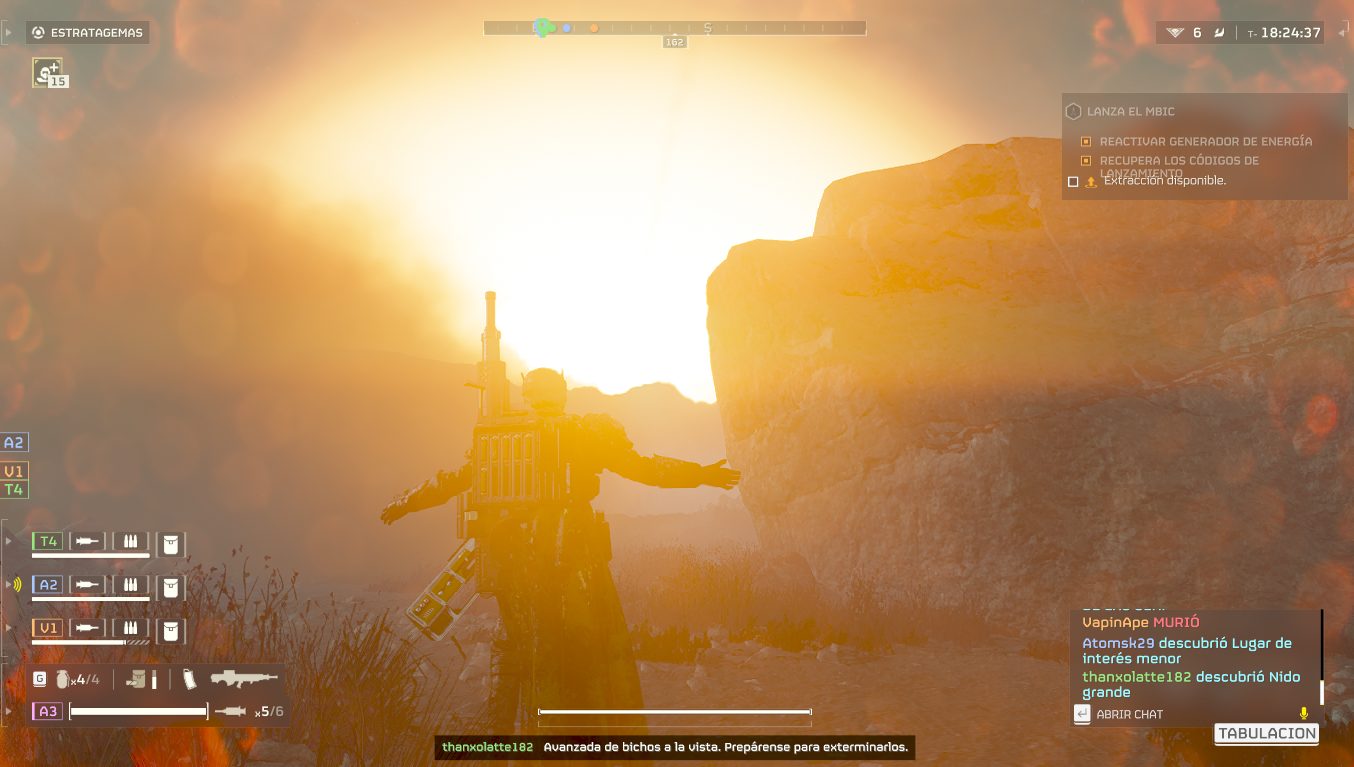 ESTRATAGEMAS
15
S
162
6
T- 18:24:37
LANZA EL MBIC
REACTIVAR GENERADOR DE ENERGÍA
RECUPERA LOS CÓDIGOS DE
LANZAMIENTO
Extracción disponible.
A2
V1
T4
T4
A2
V1
G x4/4
A3 x5/6
VapinApe MURIÓ
Atomsk29 descubrió Lugar de
interés menor
thanxolatte182 descubrió Nido
grande
ABRIR CHAT
TABULACION
thanxolatte182 Avanzada de bichos a la vista. Prepárense para exterminarlos.